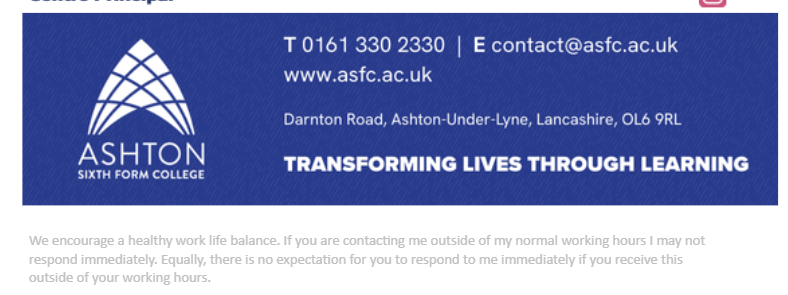 T 0161 330 2330 | E contact@asfc.ac.uk
www.asfc.ac.uk
Darnton Road, Ashton-Under-Lyne, Lancashire, OL6 9RL
ASHTON
SIXTH FORM COLLEGE
TRANSFORMING LIVES THROUGH LEARNING
We encourage a healthy work life balance. If you are contacting me outside of my normal working hours I may not
respond immediately. Equally, there is no expectation for you to respond to me immediately if you receive this
outside of your working hours.